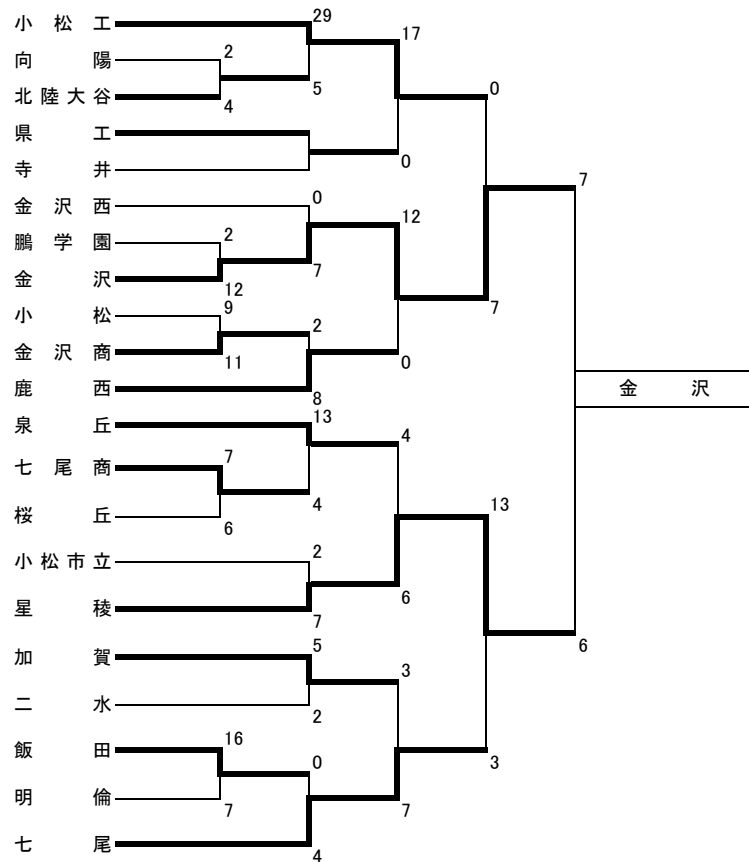 小松工 29 17
向陽 2
北陸大谷 4 5 0
県工
寺井 0
金沢西 0 7
鵬学園 2 12
金沢 12 7
小松 9 7
金沢商 11 2 0
鹿西 8
金沢
泉丘 13 4
七尾商 7
桜丘 6 4 13
小松市立 2
星稜 7 6
加賀 5 3 6
二水 2
飯田 16 0 3
明倫 7 7
七尾 4